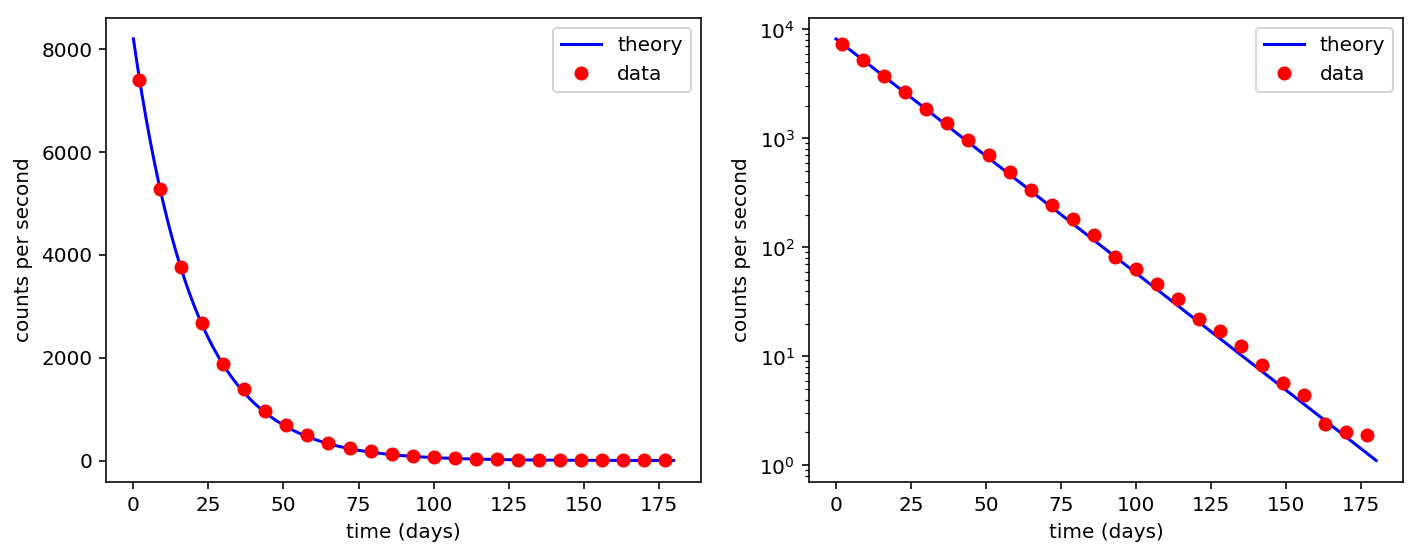 8000
6000
4000
2000
0
counts per second
0 25 50 75 100 125 150 175
time (days)
theory
data
10⁴
10³
10²
10¹
10⁰
counts per second
0 25 50 75 100 125 150 175
time (days)
theory
data